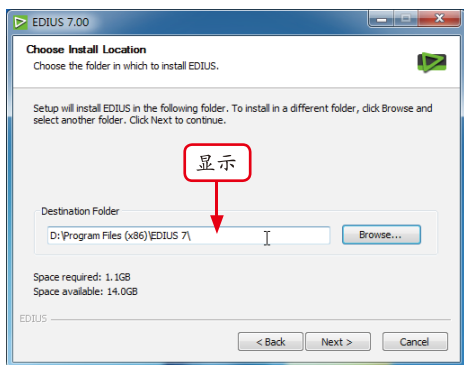 EDIUS 7.00
Choose Install Location
Choose the folder in which to install EDIUS.
Setup will install EDIUS in the following folder. To install in a different folder, click Browse and
select another folder. Click Next to continue.
显示
Destination Folder
D:\Program Files (x86)\EDIUS 7\
Browse...
Space required: 1.1GB
Space available: 14.0GB
EDIUS
< Back
Next >
Cancel